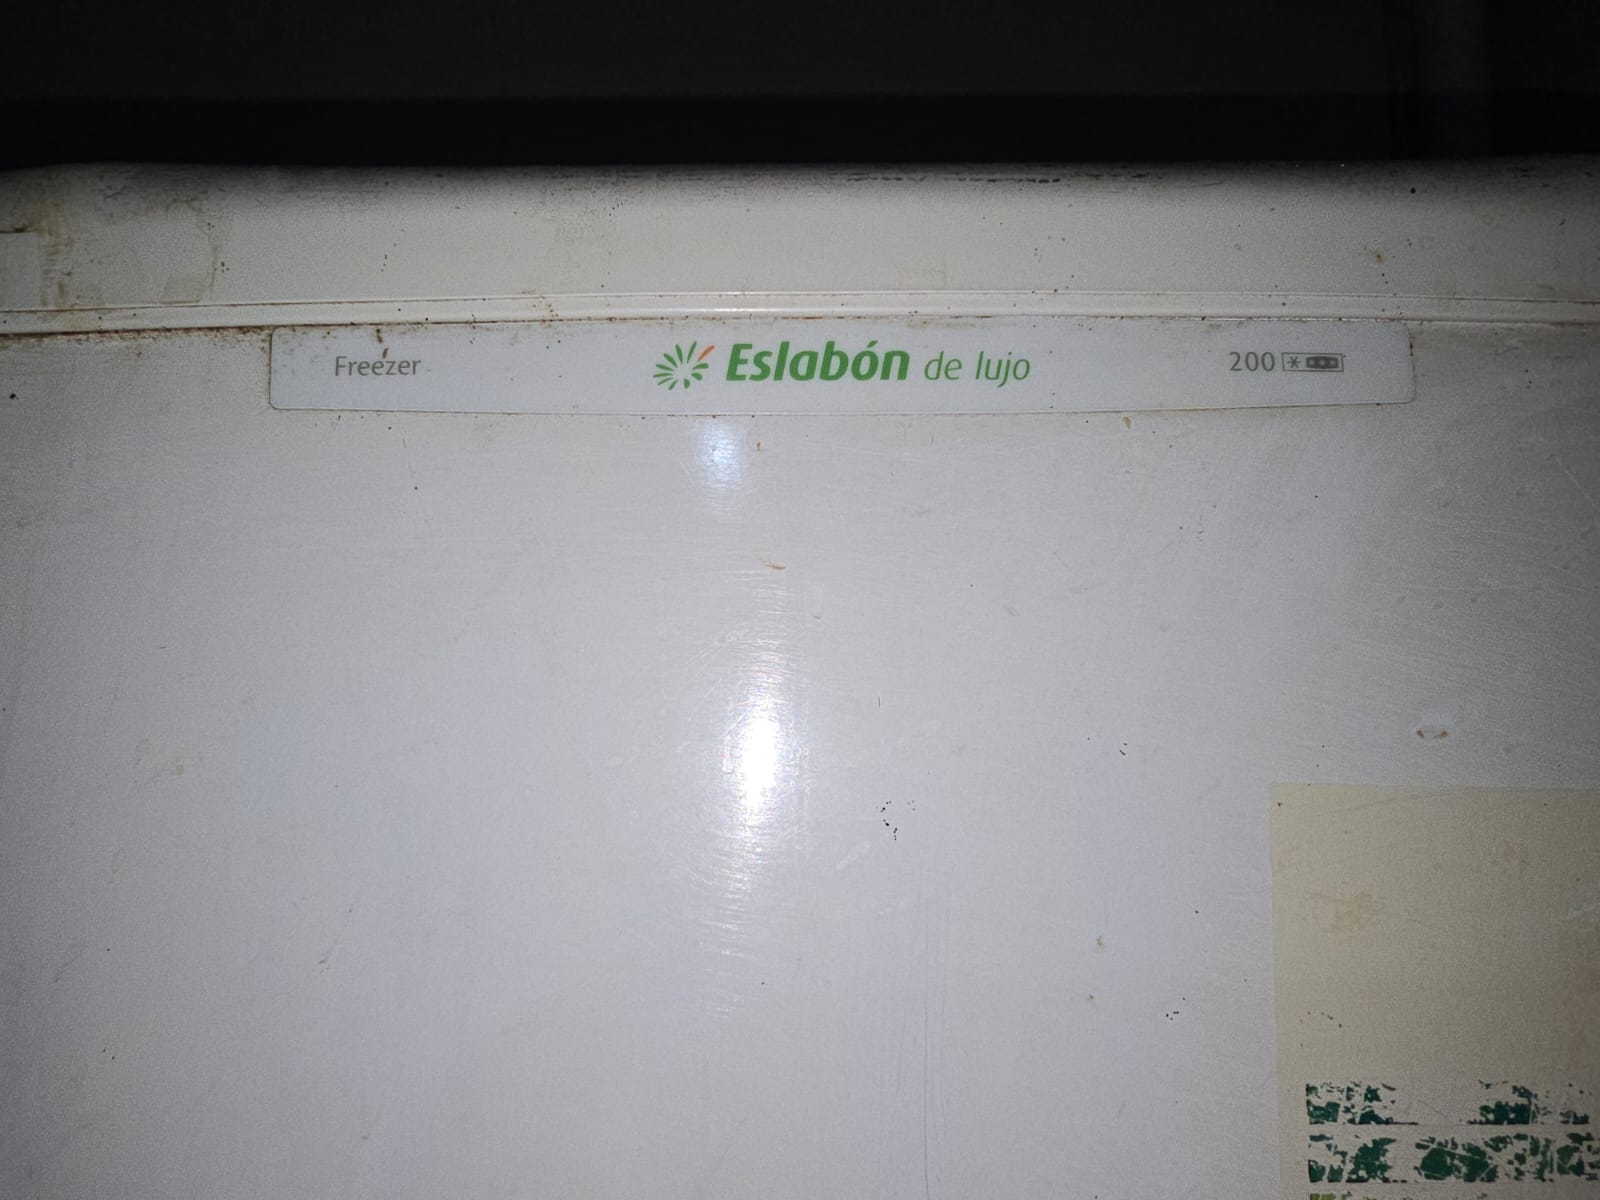 Freezer Eslabón de lujo 200